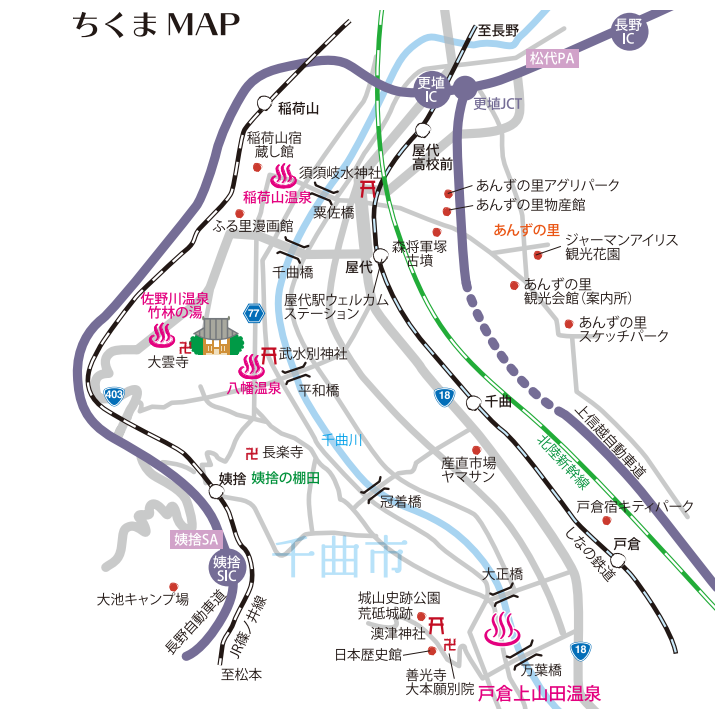 ちくま MAP
至長野
長野
IC
松代PA
更埴
IC
更埴JCT
稲荷山
屋代
高校前
稲荷山宿
蔵し館
須須岐水神社
稲荷山温泉
粟佐橋
あんずの里アグリパーク
あんずの里物産館
ふる里漫画館
あんずの里
森将軍塚
古墳
ジャーマンアイリス
観光花園
千曲橋
屋代
あんずの里
観光会館（案内所）
佐野川温泉
竹林の湯
屋代駅ウェルカム
ステーション
77
あんずの里
スケッチパーク
大雲寺
武水別神社
八幡温泉
平和橋
403
18
千曲
上信越自動車道
千曲川
北陸新幹線
長楽寺
産直市場
ヤマサン
姨捨
姨捨の棚田
冠着橋
戸倉宿キティパーク
姨捨SA
千曲市
しなの鉄道
戸倉
姨捨
SIC
大正橋
大池キャンプ場
城山史跡公園
荒砥城跡
長野自動車道
JR篠ノ井線
澳津神社
日本歴史館
18
至松本
善光寺
大本願別院
万葉橋
戸倉上山田温泉